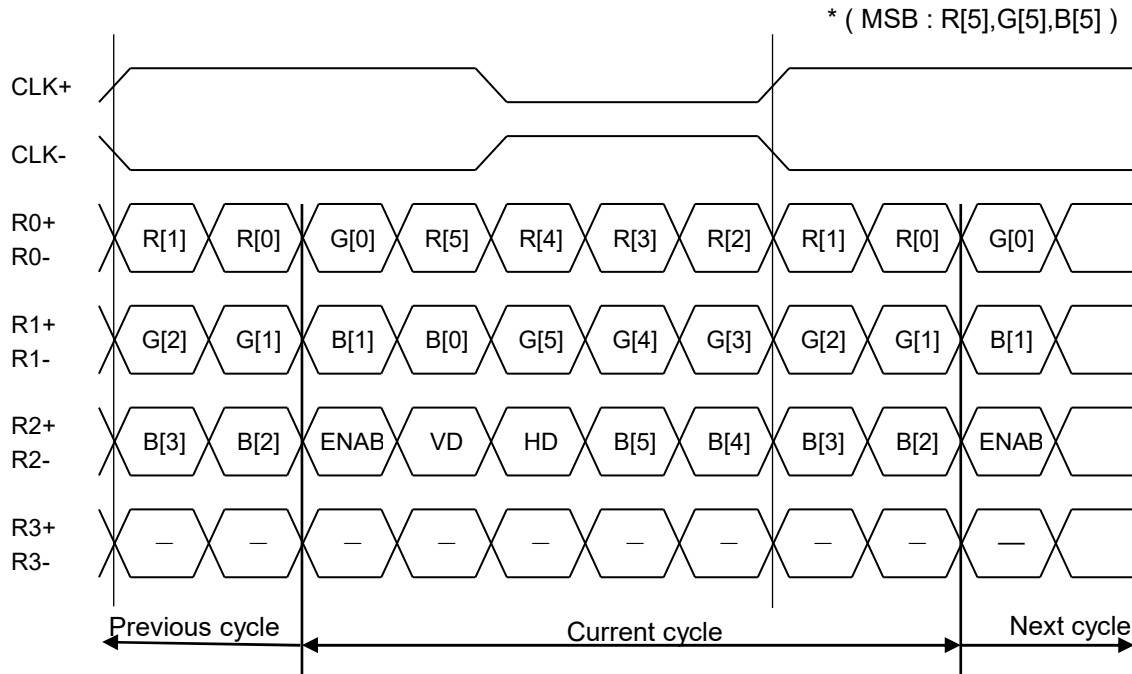 * ( MSB : R[5],G[5],B[5] )
CLK+
CLK-
R0+
R0-
R[1] R[0] G[0] R[5] R[4] R[3] R[2] R[1] R[0] G[0]
R1+
R1-
G[2] G[1] B[1] B[0] G[5] G[4] G[3] G[2] G[1] B[1]
R2+
R2-
B[3] B[2] ENAB VD HD B[5] B[4] B[3] B[2] ENAB
R3+
R3-
— — — — — — — — — —
Previous cycle Current cycle Next cycle